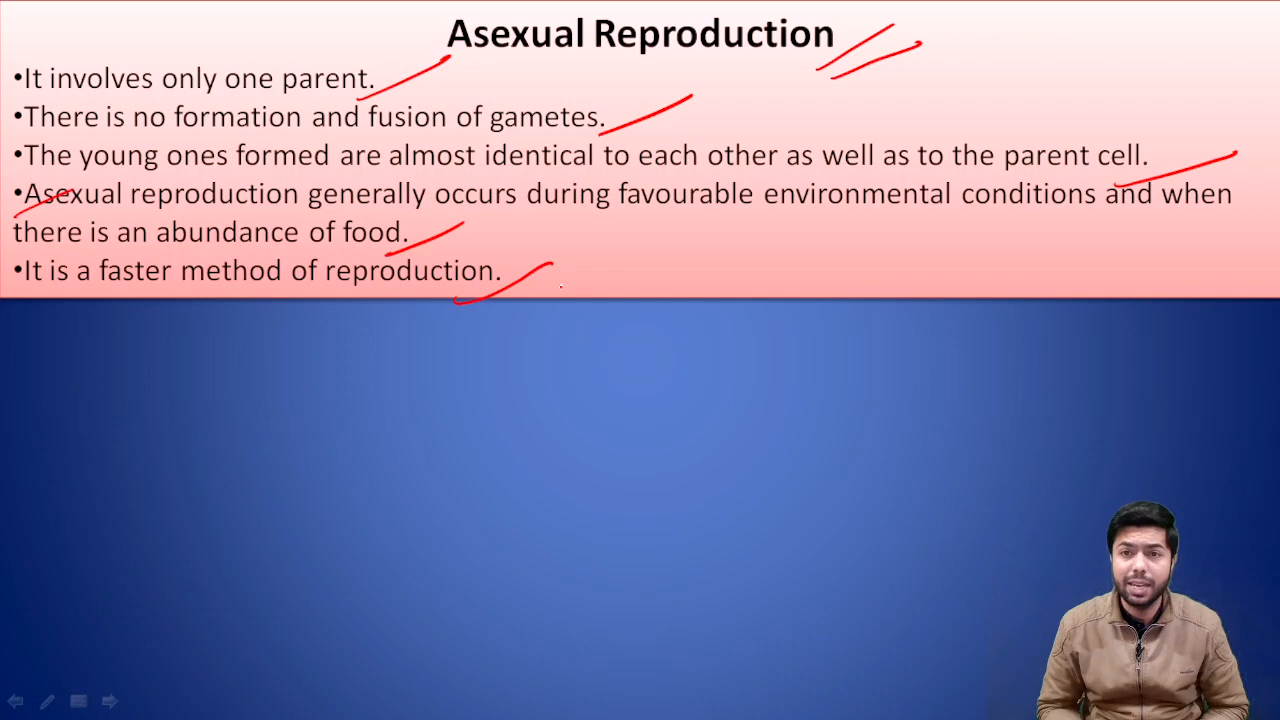 Asexual Reproduction
•It involves only one parent.
•There is no formation and fusion of gametes.
•The young ones formed are almost identical to each other as well as to the parent cell.
•Asexual reproduction generally occurs during favourable environmental conditions and when
there is an abundance of food.
•It is a faster method of reproduction.